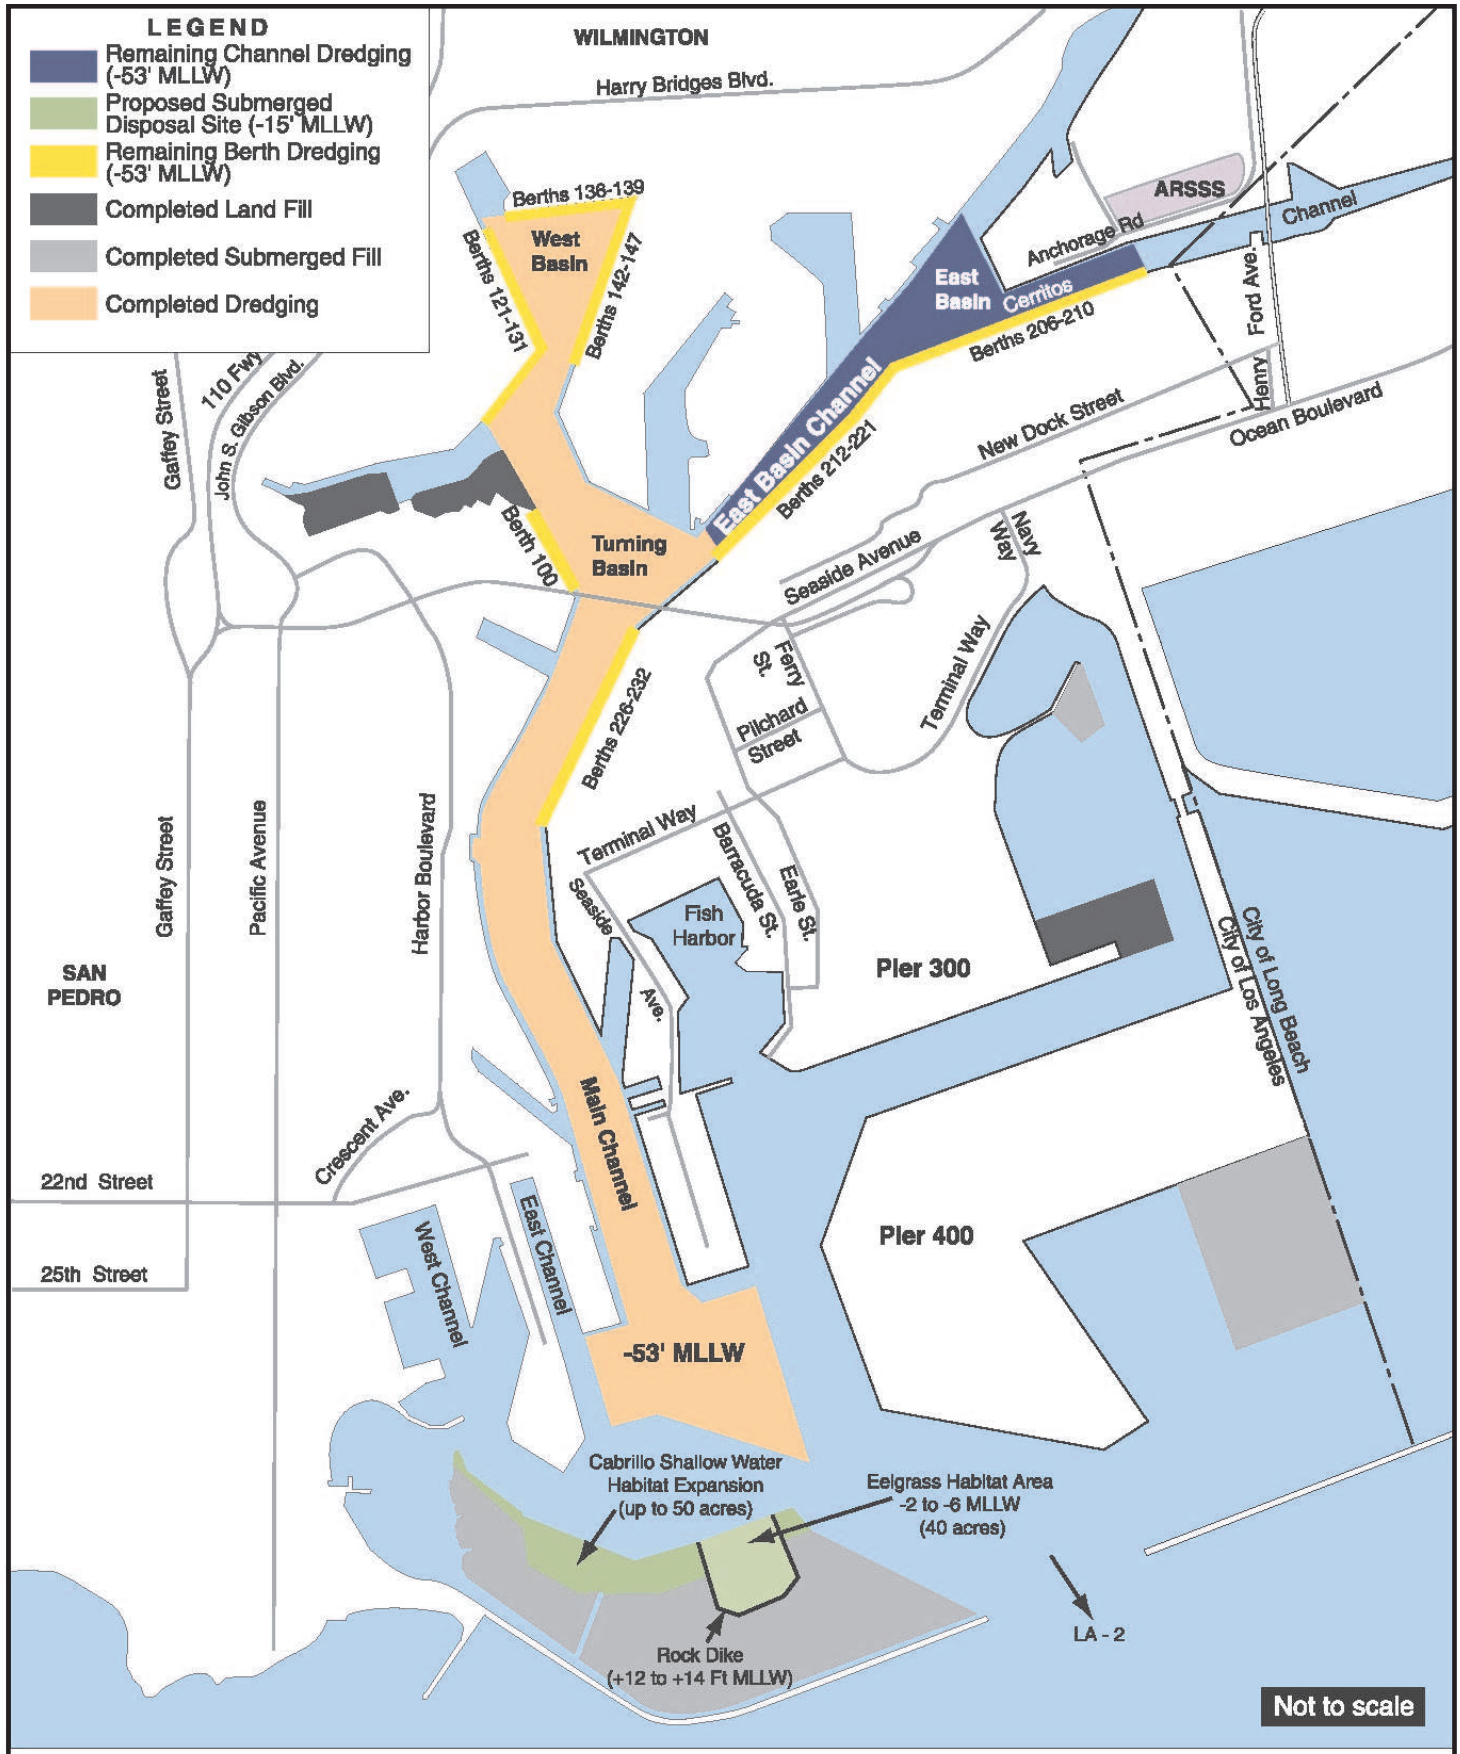 LEGEND
Remaining Channel Dredging
(-53' MLLW)
Proposed Submerged
Disposal Site (-15' MLLW)
Remaining Berth Dredging
(-53' MLLW)
Completed Land Fill
Completed Submerged Fill
Completed Dredging
WILMINGTON
Harry Bridges Blvd.
Berths 136-139
West
Basin
Berths 121-131
Berths 142-147
ARSSS
Anchorage Rd
Channel
East
Basin
Cerritos
Berths 206-210
Henry Ford Ave.
Ocean Boulevard
New Dock Street
East Basin Channel
Berths 212-221
Gaffey Street
110 Fwy
John S. Gibson Blvd.
Berth 100
Turning
Basin
Seaside Avenue
Navy
Way
Terminal Way
Ferry
St.
Pilchard
Street
Berths 226-232
Terminal Way
Barracuda St.
Earle St.
Seaside
Ave.
Fish
Harbor
Gaffey Street
Pacific Avenue
Harbor Boulevard
SAN
PEDRO
Pier 300
City of Long Beach
City of Los Angeles
Main Channel
Crescent Ave.
22nd Street
25th Street
West Channel
East Channel
Pier 400
-53' MLLW
Cabrillo Shallow Water
Habitat Expansion
(up to 50 acres)
Eelgrass Habitat Area
-2 to -6 MLLW
(40 acres)
Rock Dike
(+12 to +14 Ft MLLW)
LA - 2
Not to scale